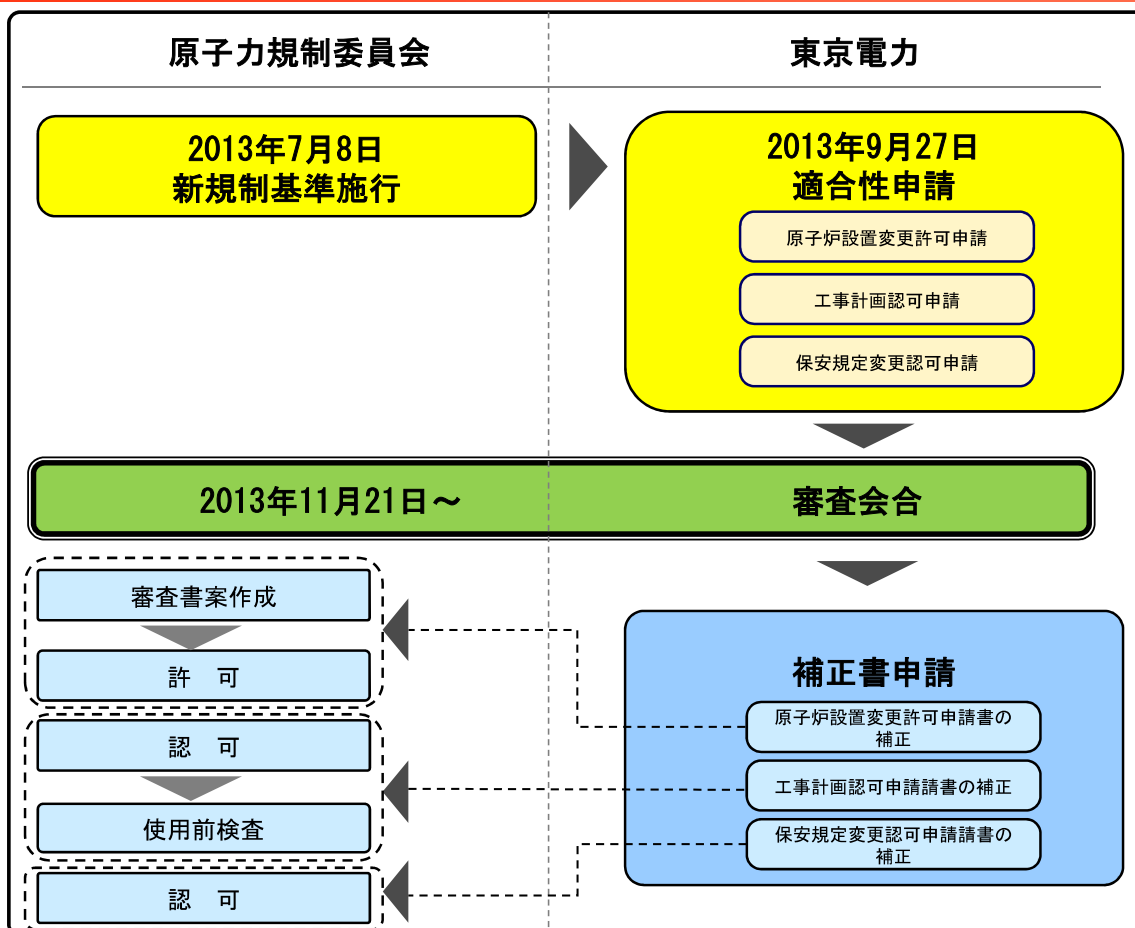 原子力規制委員会
東京電力
2013年7月8日
新規制基準施行
2013年9月27日
適合性申請
原子炉設置変更許可申請
工事計画認可申請
保安規定変更認可申請
2013年11月21日～
審査会合
審査書案作成
許　可
認　可
使用前検査
認　可
補正書申請
原子炉設置変更許可申請書の
補正
工事計画認可申請請書の補正
保安規定変更認可申請請書の
補正